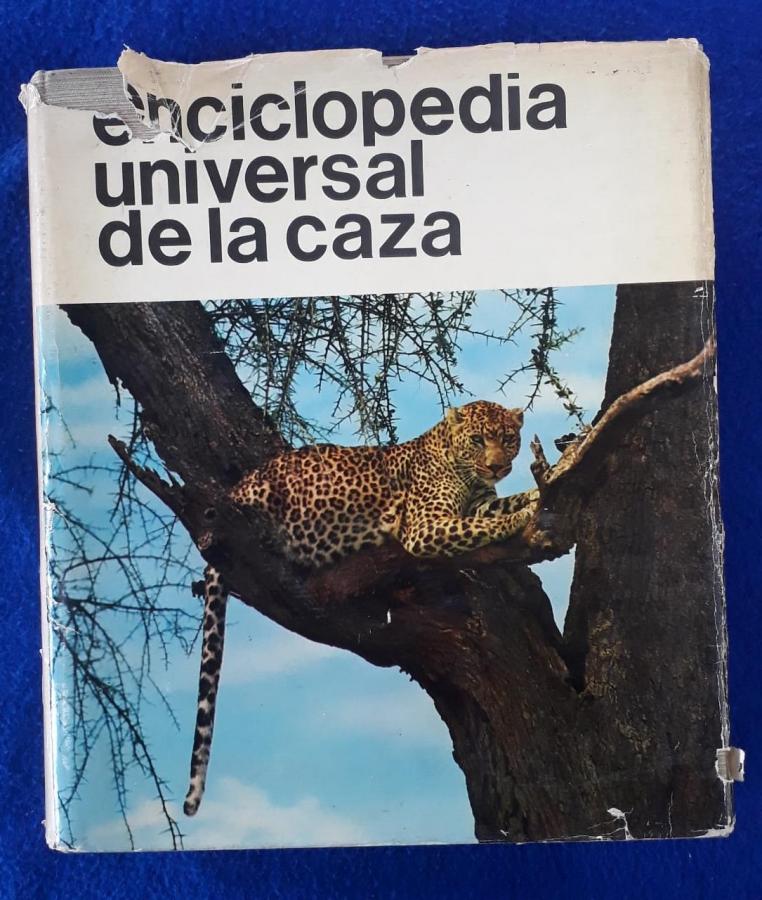 enciclopedia
universal
de la caza